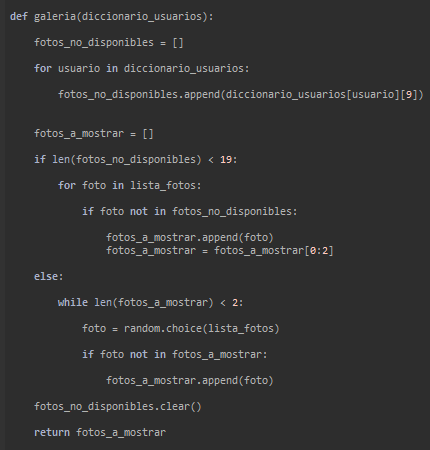 def galeria(diccionario_usuarios):
    fotos_no_disponibles = []
    for usuario in diccionario_usuarios:
        fotos_no_disponibles.append(diccionario_usuarios[usuario][9])
    fotos_a_mostrar = []
    if len(fotos_no_disponibles) < 19:
        for foto in lista_fotos:
            if foto not in fotos_no_disponibles:
                fotos_a_mostrar.append(foto)
                fotos_a_mostrar = fotos_a_mostrar[0:2]
    else:
        while len(fotos_a_mostrar) < 2:
            foto = random.choice(lista_fotos)
            if foto not in fotos_a_mostrar:
                fotos_a_mostrar.append(foto)
    fotos_no_disponibles.clear()
    return fotos_a_mostrar